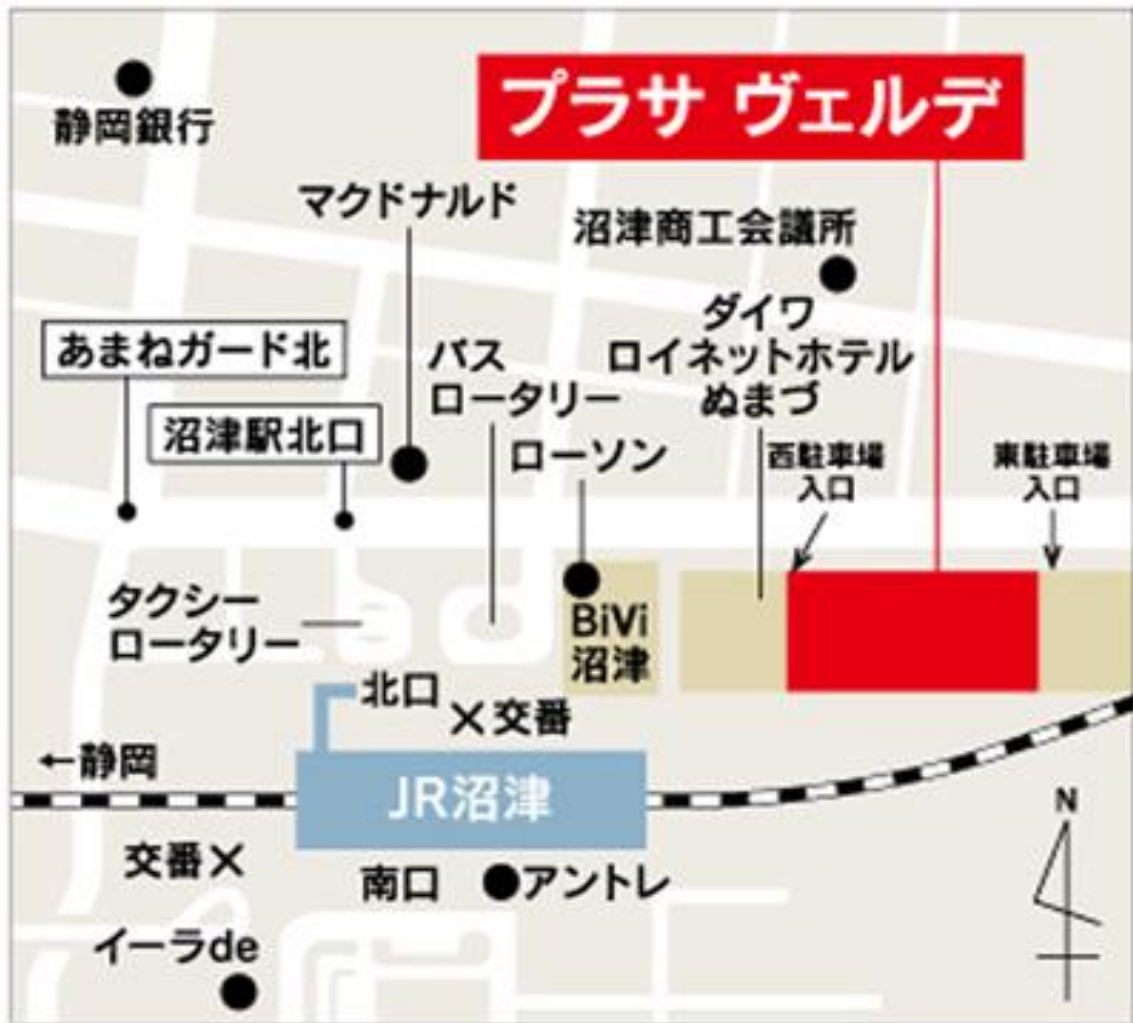 静岡銀行
プラサ ヴェルデ
マクドナルド
沼津商工会議所
あまねガード北
バス
ロータリー
ダイワ
ロイネットホテル
ぬまづ
沼津駅北口
ローソン
西駐車場
入口
東駐車場
入口
タクシー
ロータリー
BiVi
沼津
北口
交番
←静岡
JR沼津
N
交番
南口
アントレ
イーラde